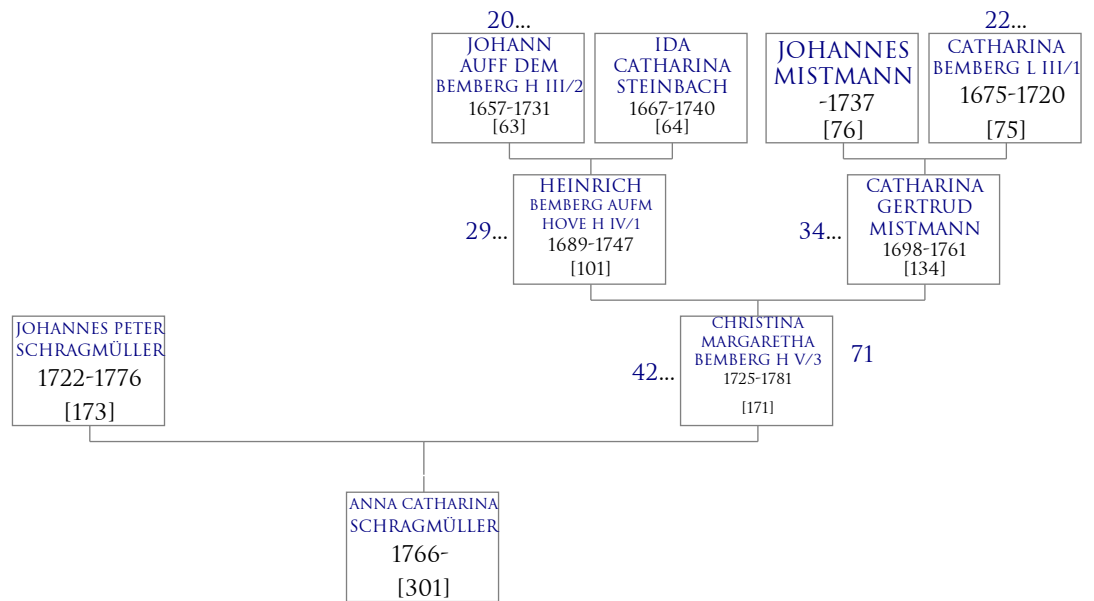 20...
22...
JOHANN
AUFF DEM
BEMBERG H III/2
1657-1731
[63]
IDA
CATHARINA
STEINBACH
1667-1740
[64]
JOHANNES
MISTMANN
-1737
[76]
CATHARINA
BEMBERG L III/1
1675-1720
[75]
29...
HEINRICH
BEMBERG AUFM
HOVE H IV/1
1689-1747
[101]
34...
CATHARINA
GERTRUD
MISTMANN
1698-1761
[134]
JOHANNES PETER
SCHRAGMÜLLER
1722-1776
[173]
42...
CHRISTINA
MARGARETHA
BEMBERG H V/3
1725-1781
[171]
71
ANNA CATHARINA
SCHRAGMÜLLER
1766-
[301]